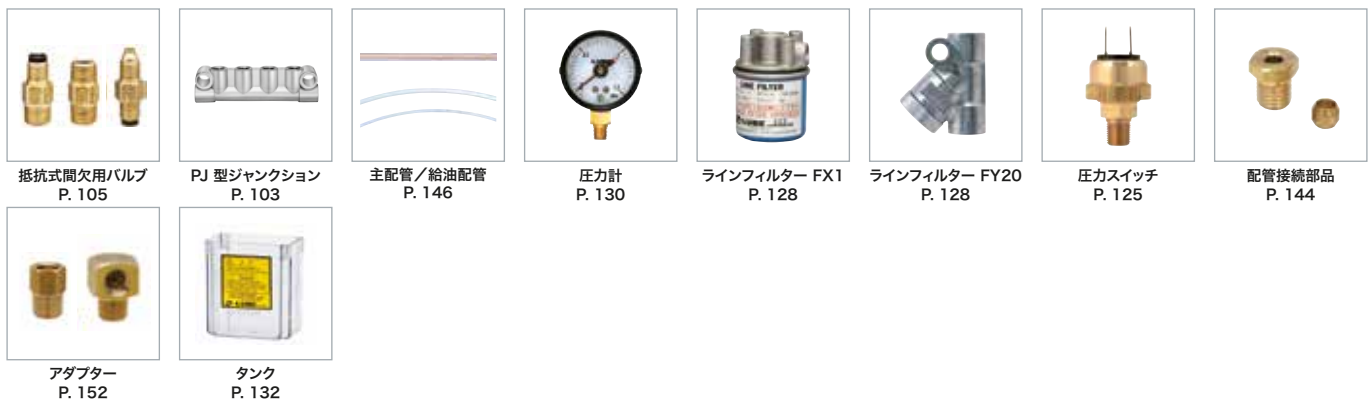 抵抗式間欠用バルブ
P. 105
PJ 型ジャンクション
P. 103
主配管／給油配管
P. 146
圧力計
P. 130
LINE FILTER
ラインフィルター FX1
P. 128
ラインフィルター FY20
P. 128
圧力スイッチ
P. 125
配管接続部品
P. 144
アダプター
P. 152
タンク
P. 132